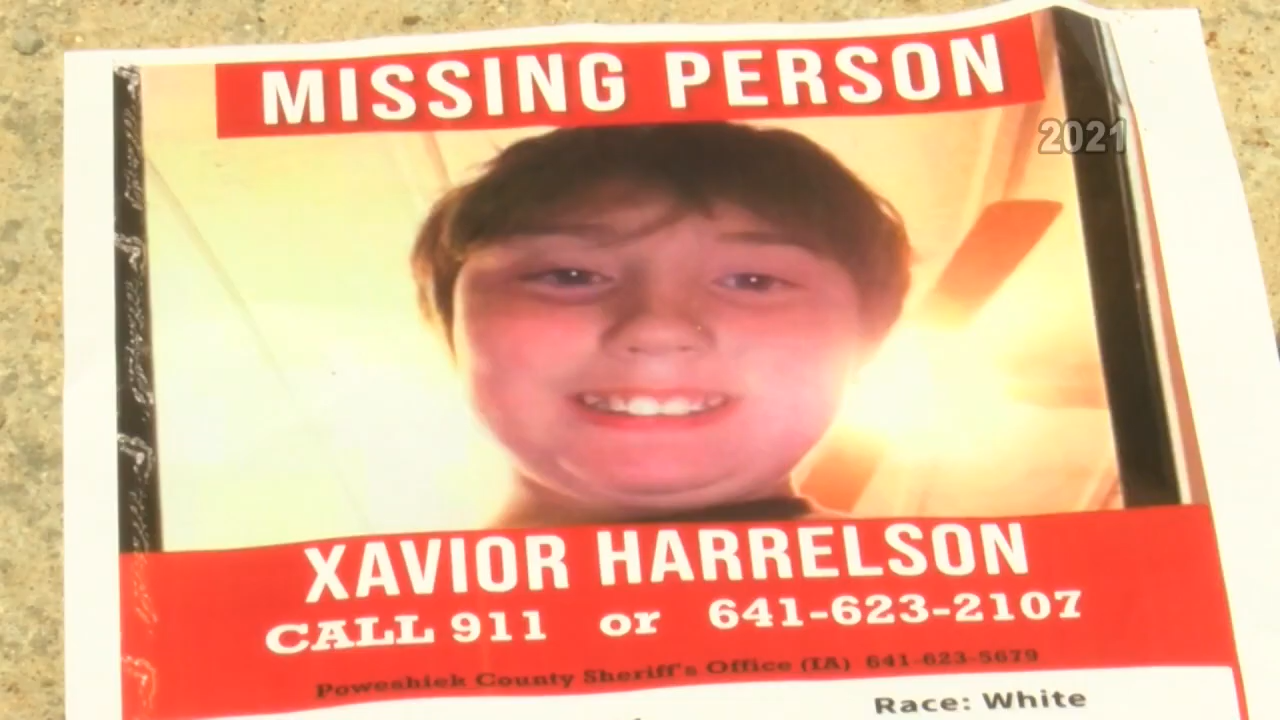 MISSING PERSON
2021
XAVIOR HARRELSON
CALL 911 or 641-623-2107
Poweshiek County Sheriff's Office (IA) 641-623-5679
Race: White